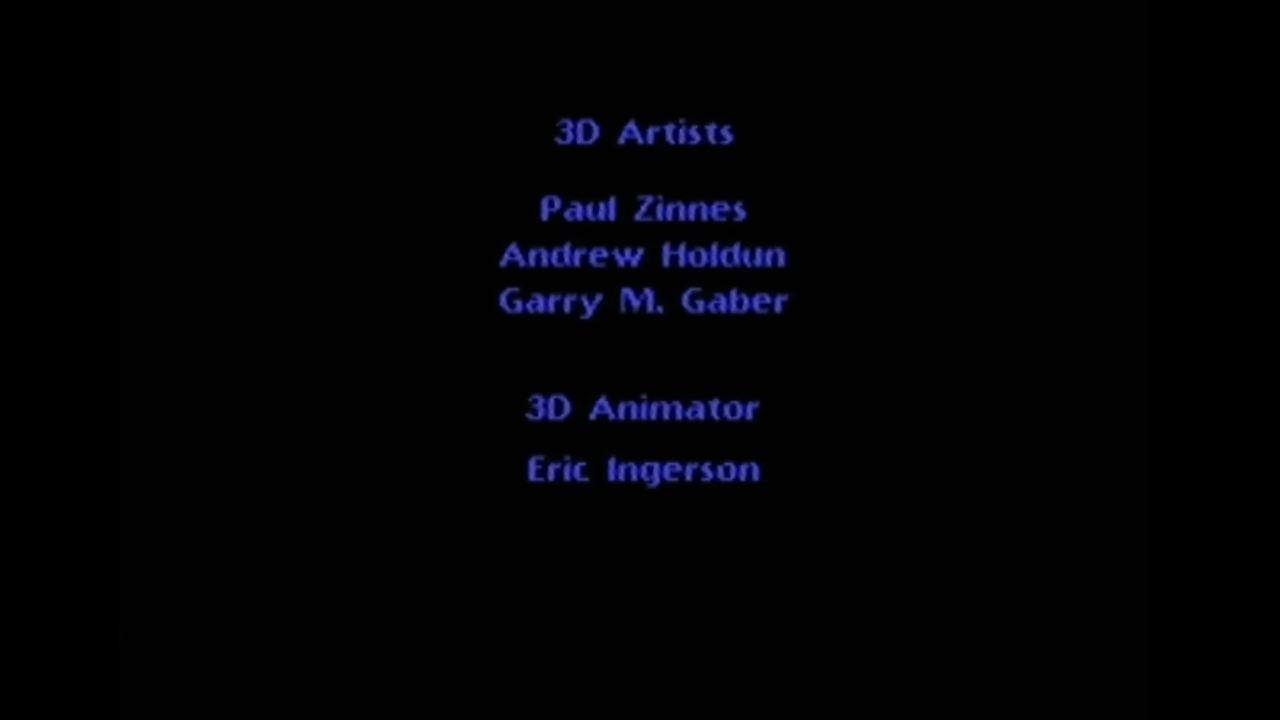 3D Artists
Paul Zinnes
Andrew Holdun
Garry M. Gaber
3D Animator
Eric Ingerson